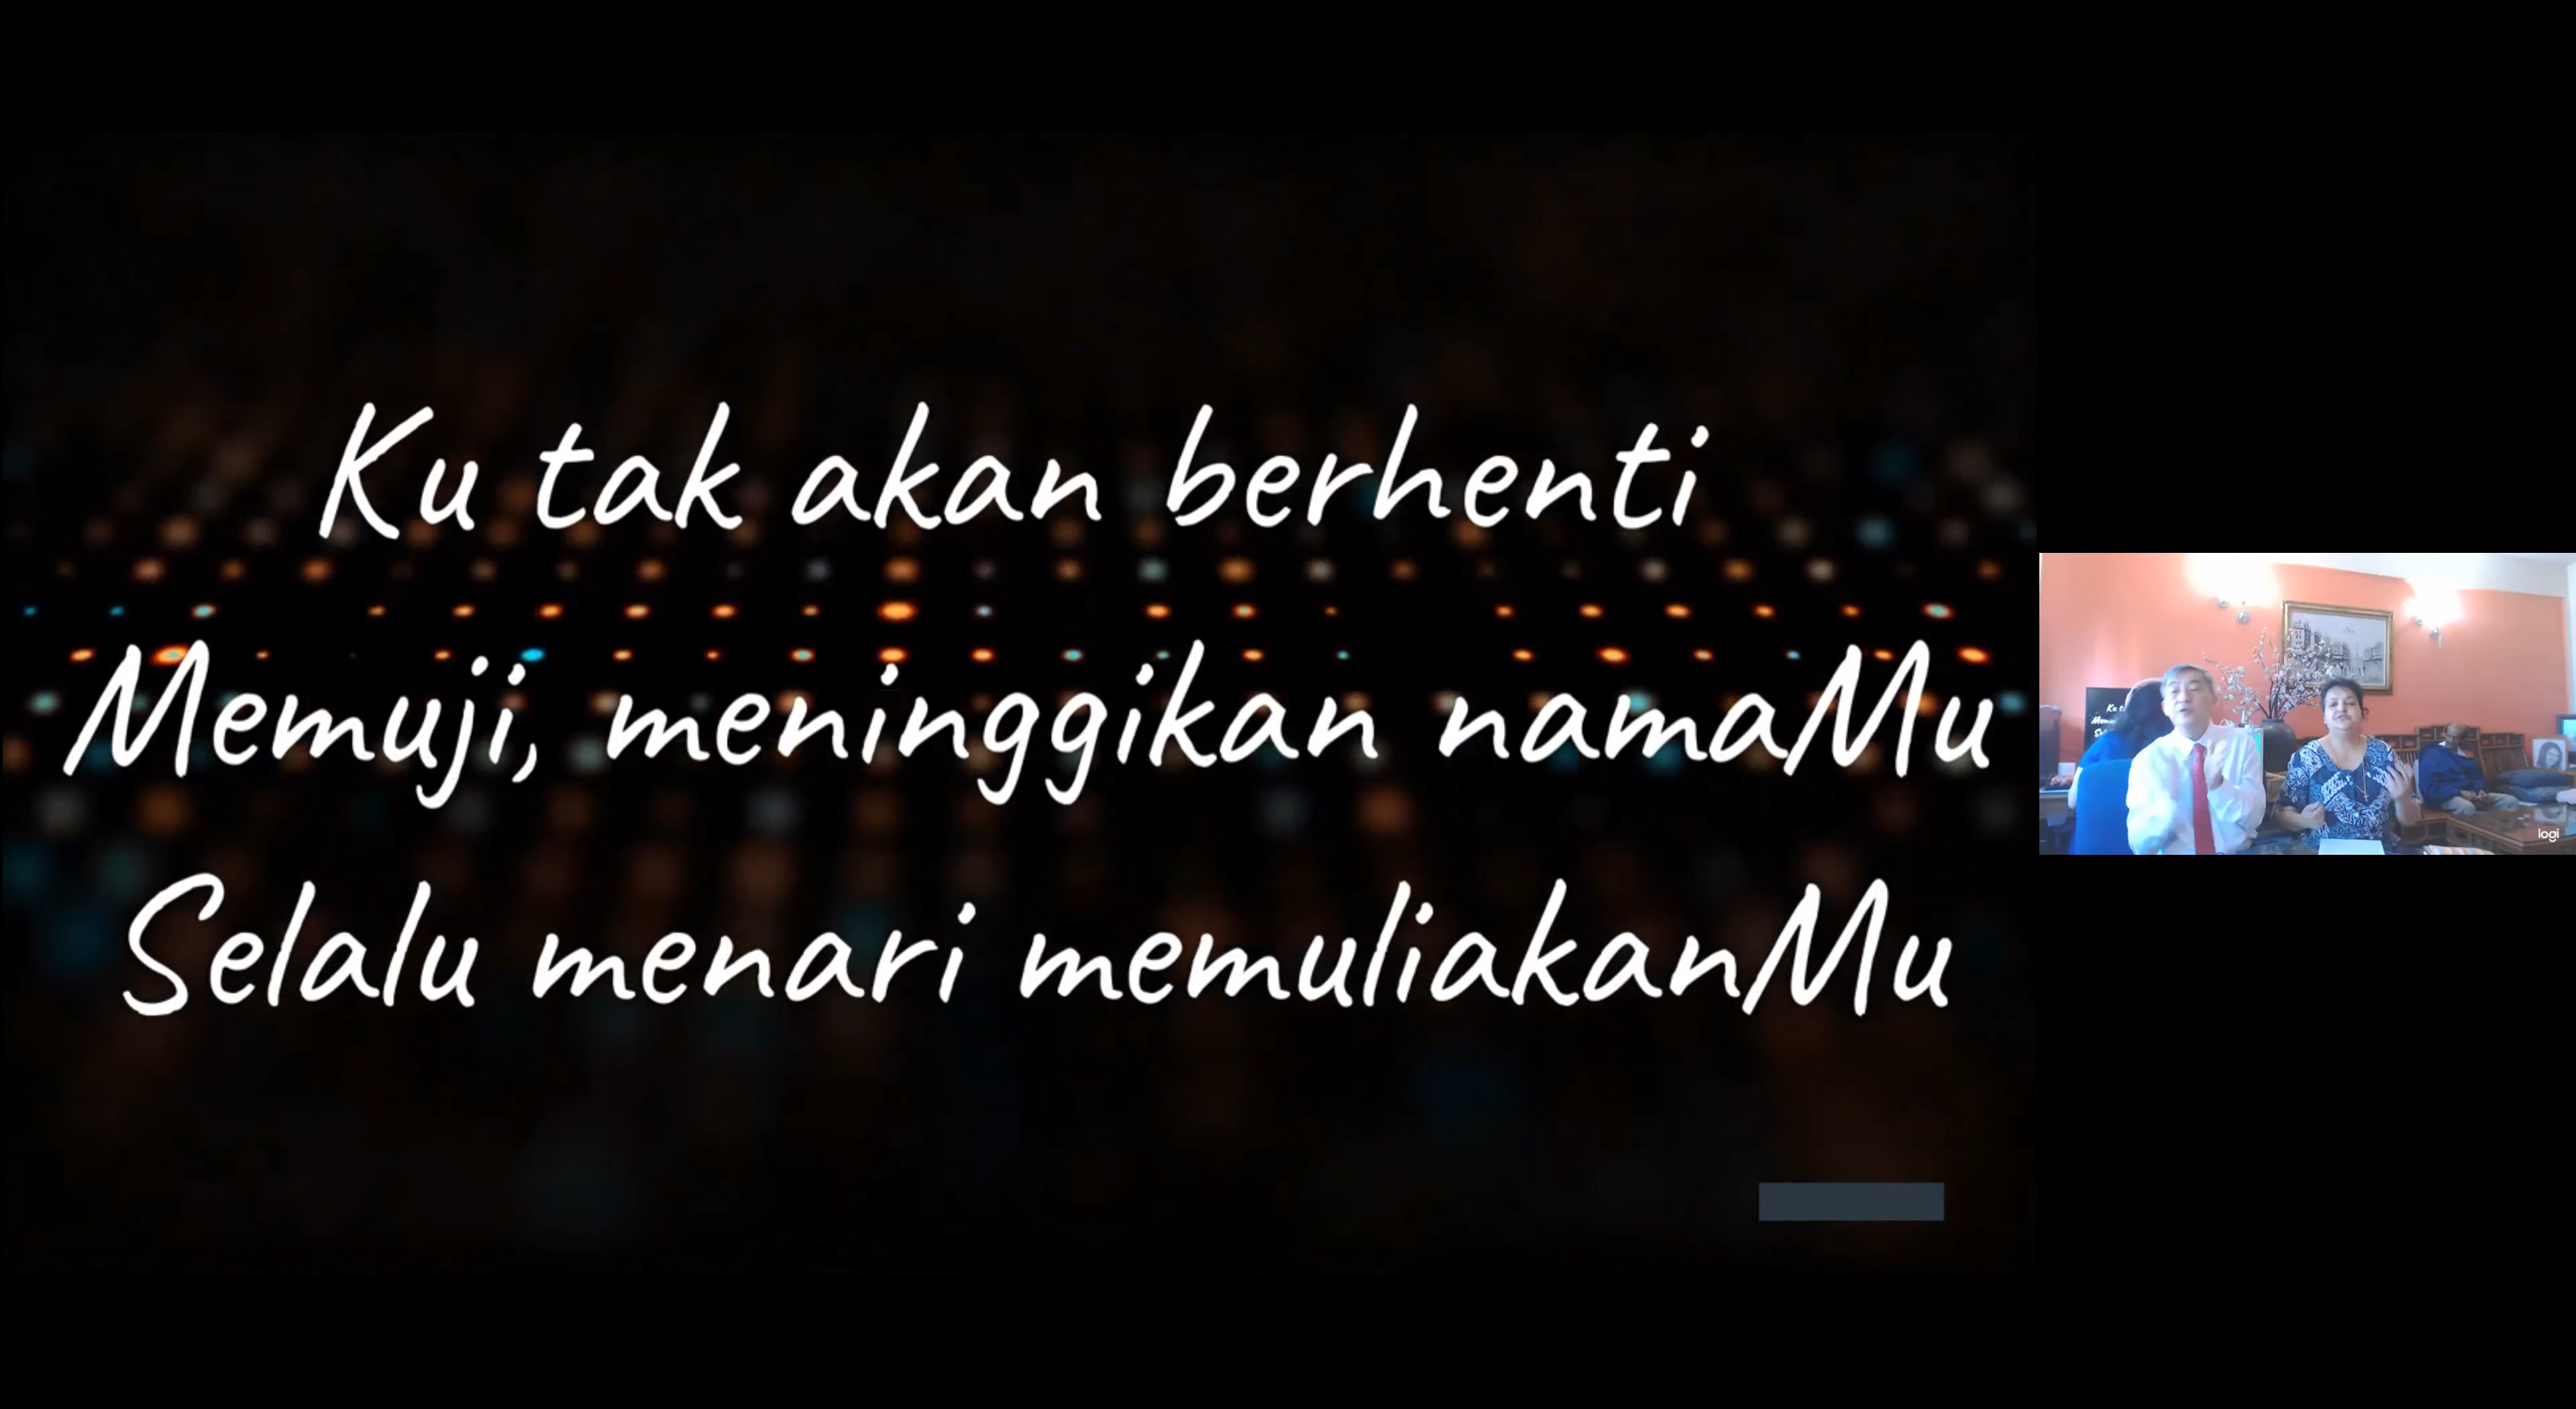 Ku tak akan berhenti
Memuji, meninggikan namaMu
Selalu menari memuliakanMu
logi